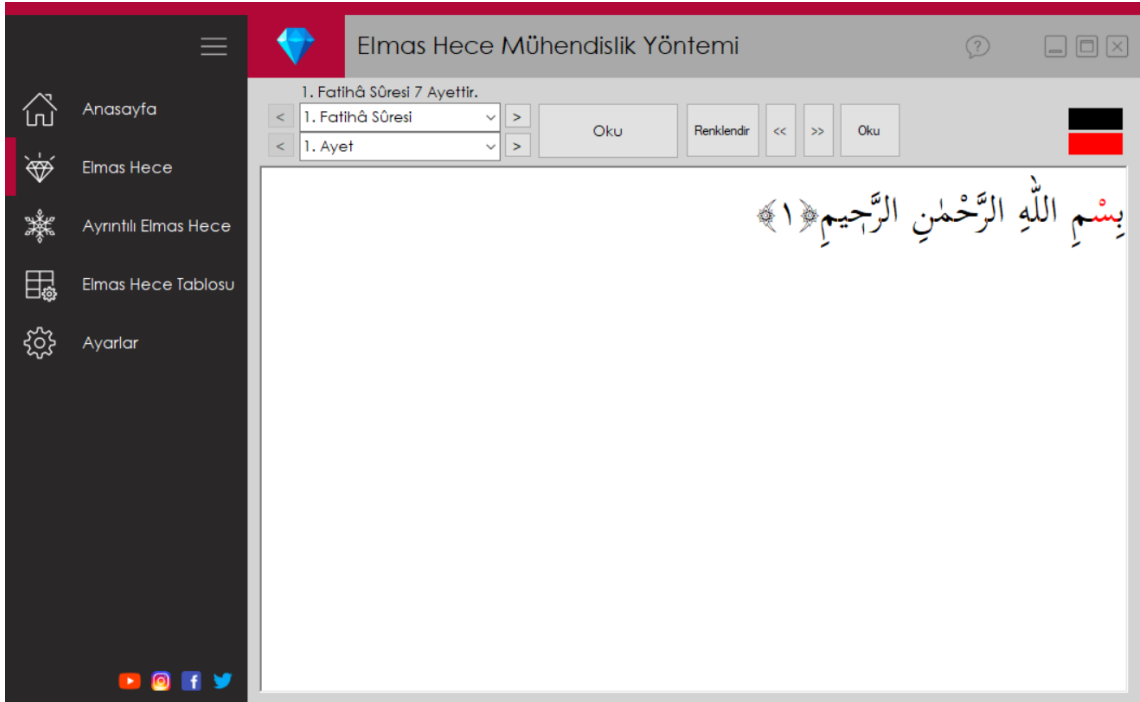 Elmas Hece Mühendislik Yöntemi
?
Anasayfa
Elmas Hece
Ayrıntılı Elmas Hece
Elmas Hece Tablosu
Ayarlar
1. Fatihâ Sûresi 7 Ayettir.
< 1. Fatihâ Sûresi >
< 1. Ayet >
Oku
Renklendir << >> Oku
بِسْمِ اللّٰهِ الرَّحْمٰنِ الرَّح۪يمِ﴿١﴾